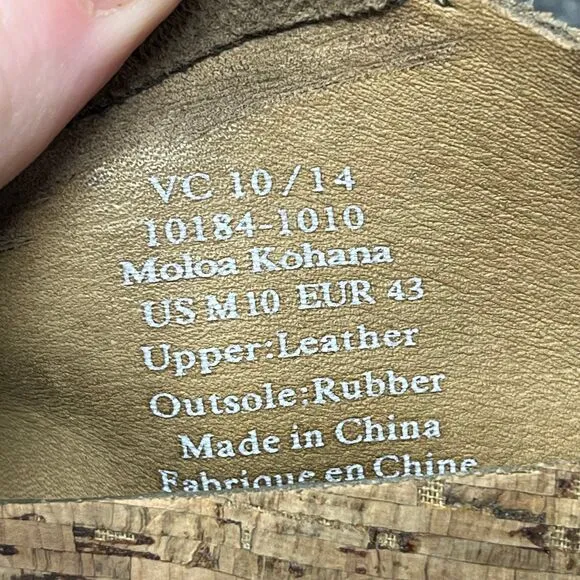 VC 10/14
10184-1010
Moloa Kohana
US M10 EUR 43
Upper:Leather
Outsole:Rubber
Made in China
Fabrique en Chine